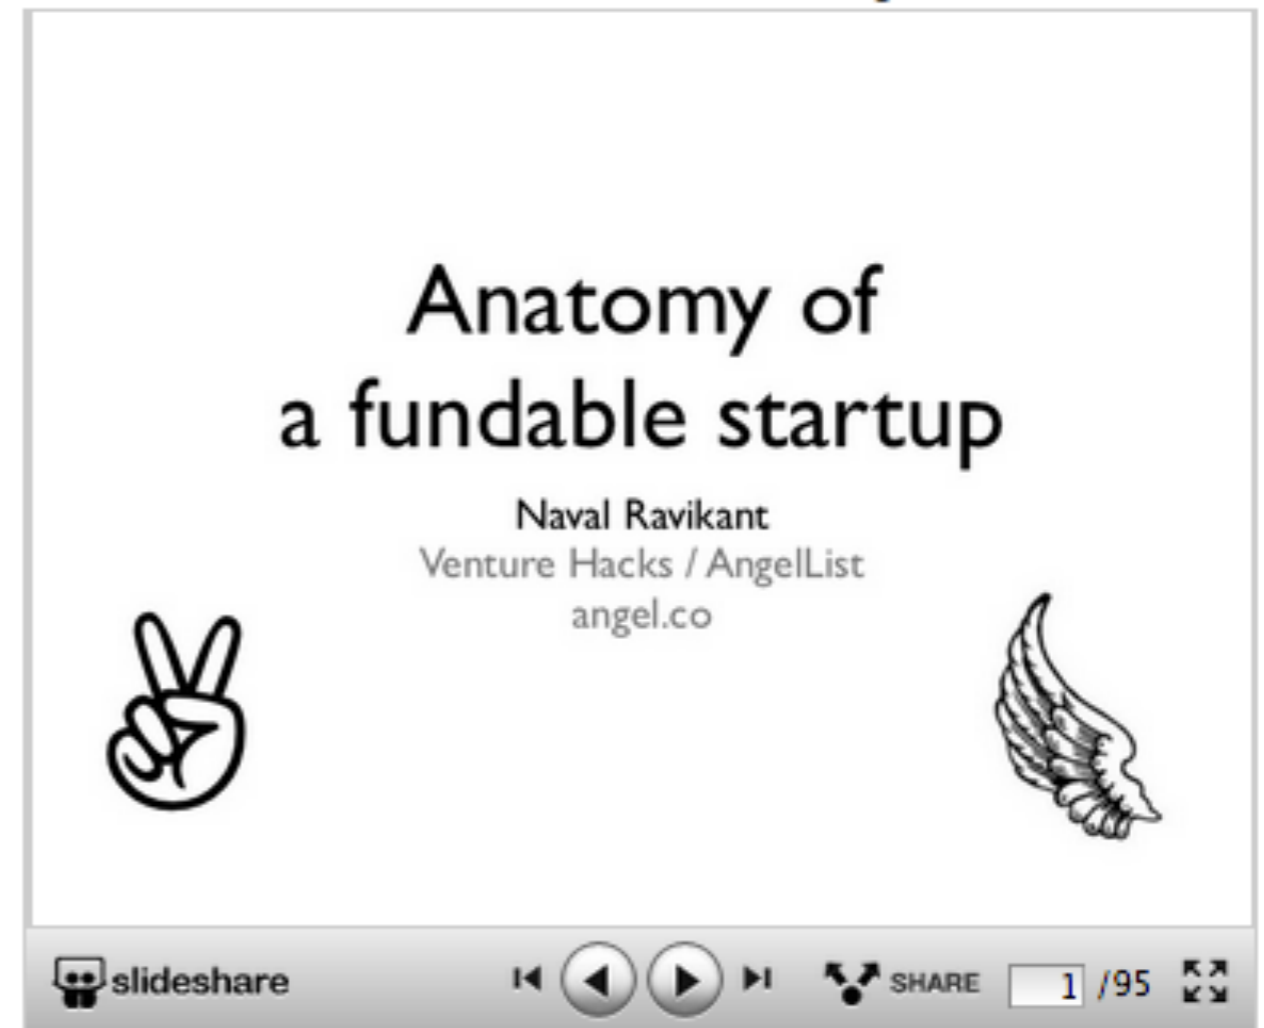 Anatomy of
a fundable startup
Naval Ravikant
Venture Hacks / AngelList
angel.co
slideshare SHARE 1 /95